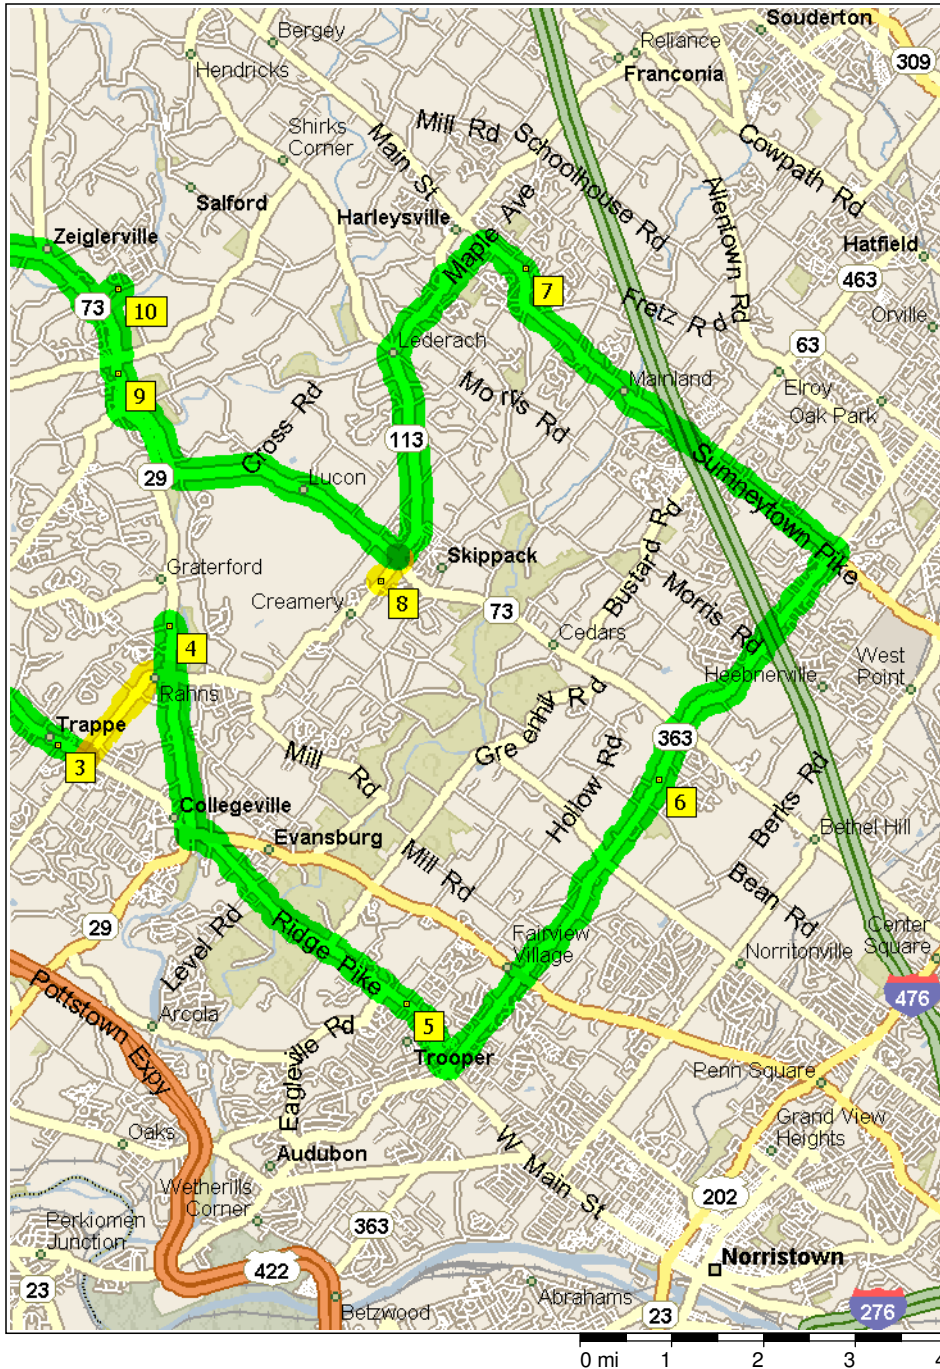 Souderton
Bergey
Reliance
309
Hendricks
Franconia
Mill Rd
Shirks
Corner
Main St
Schoolhouse Rd
Cowpath Rd
Salford
Allentown Rd
Harleysville
Maple Ave
Zeiglerville
Hatfield
7
463
10
73
Fretz Rd
Orville
Lederach
63
Mainland
Elroy
9
Morris Rd
Oak Park
Cross Rd
113
29
Lucon
Sumneytown Pike
Skippack
Graterford
Bustard Rd
Creamery
8
73
Morris Rd
4
Cedars
West
Point
Rahns
Heebnerville
Greenhill Rd
Trappe
363
3
Mill Rd
Hollow Rd
6
Berks Rd
Collegeville
Evansburg
Bethel Hill
Mill Rd
Bean Rd
29
Level Rd
Ridge Pike
Fairview
Village
Center
Square
Norritonville
Pottstown Expy
476
Arcola
5
Eagleville Rd
Trooper
Penn Square
Grand View
Heights
Oaks
W Main St
Audubon
Wetherills
Corner
202
Perkiomen
Junction
363
Norristown
422
23
Abrahams
Betzwood
23
276
0 mi 1 2 3 4